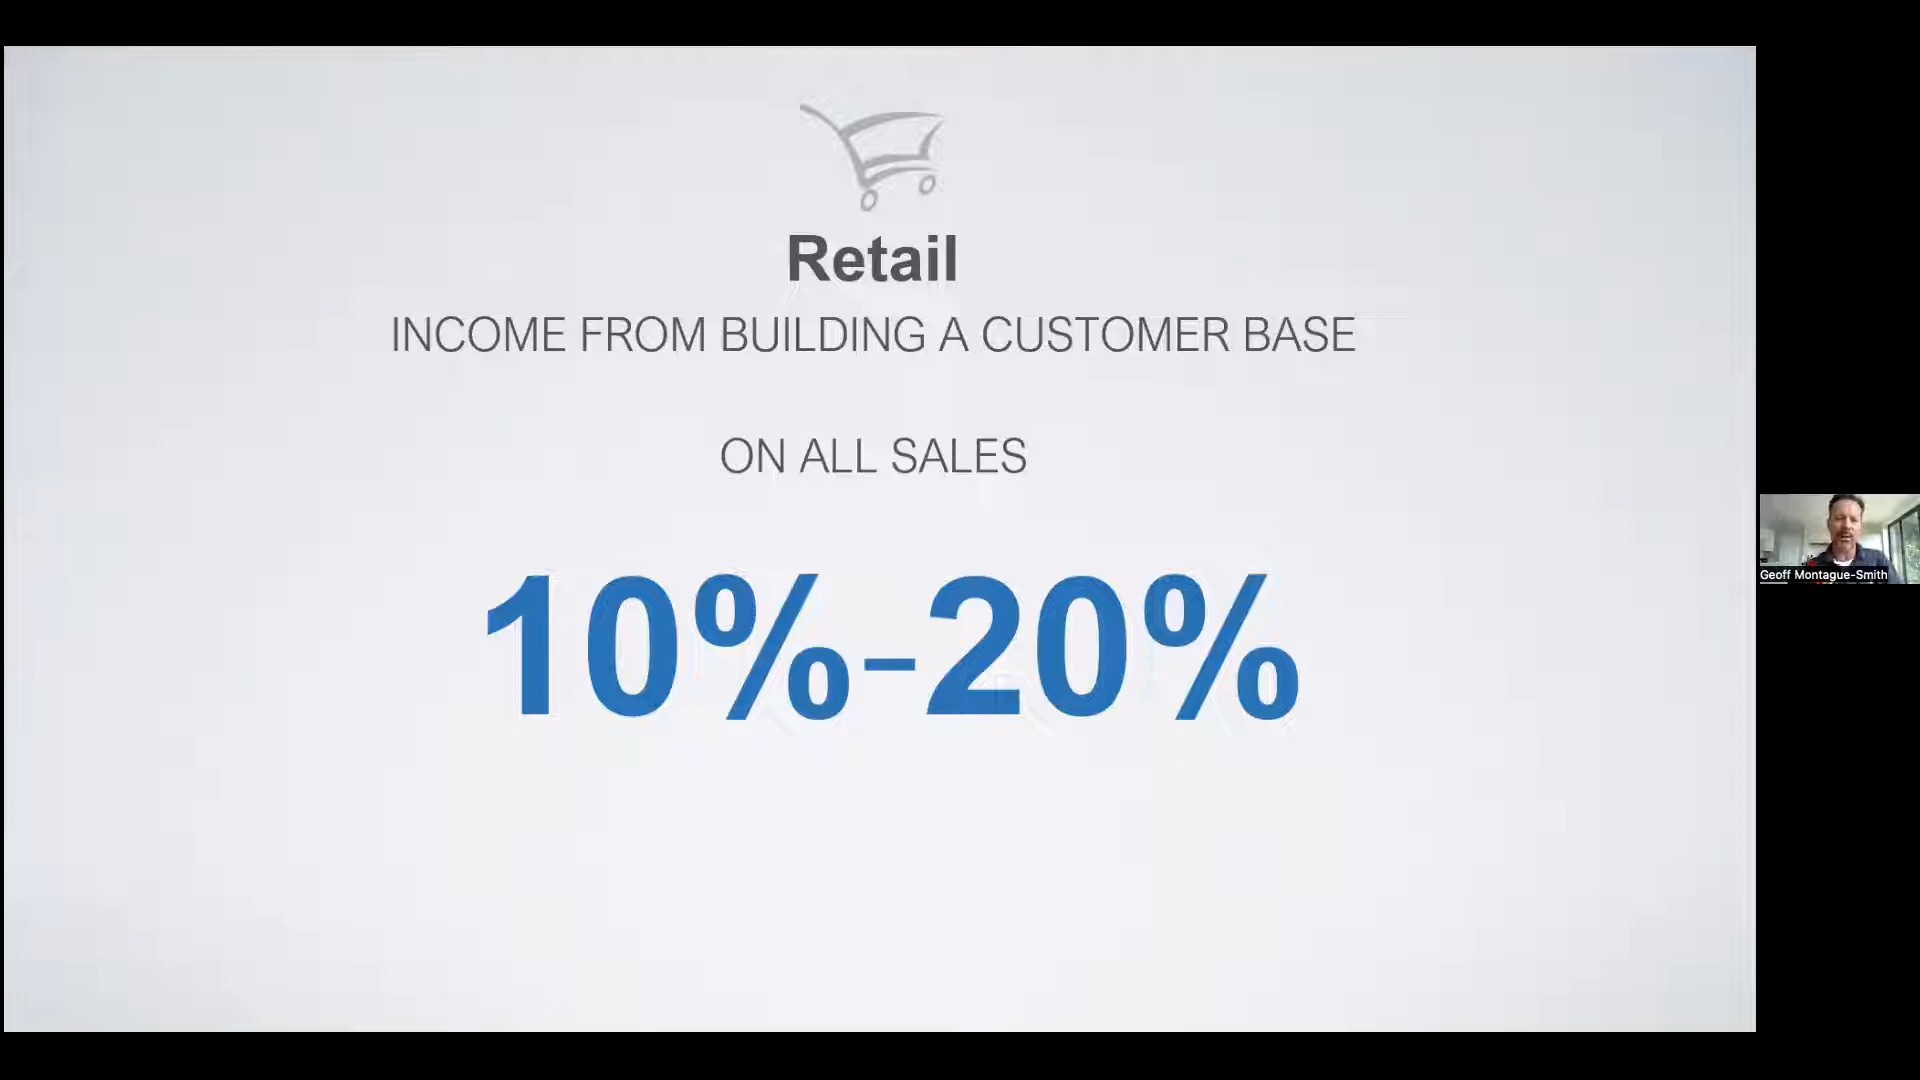 Retail
INCOME FROM BUILDING A CUSTOMER BASE
ON ALL SALES
10%-20%
Geoff Montague-Smith